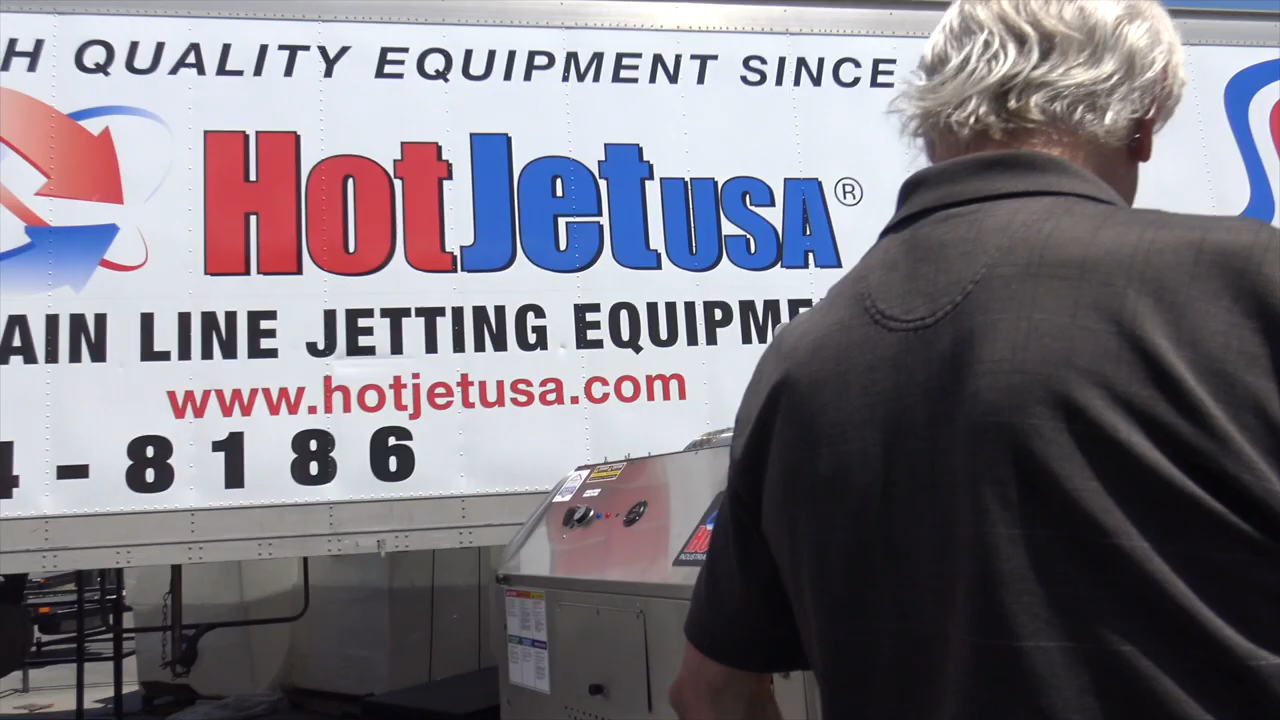 H QUALITY EQUIPMENT SINCE
HotJetUSA®
AIN LINE JETTING EQUIPME
www.hotjetusa.com
4-8186